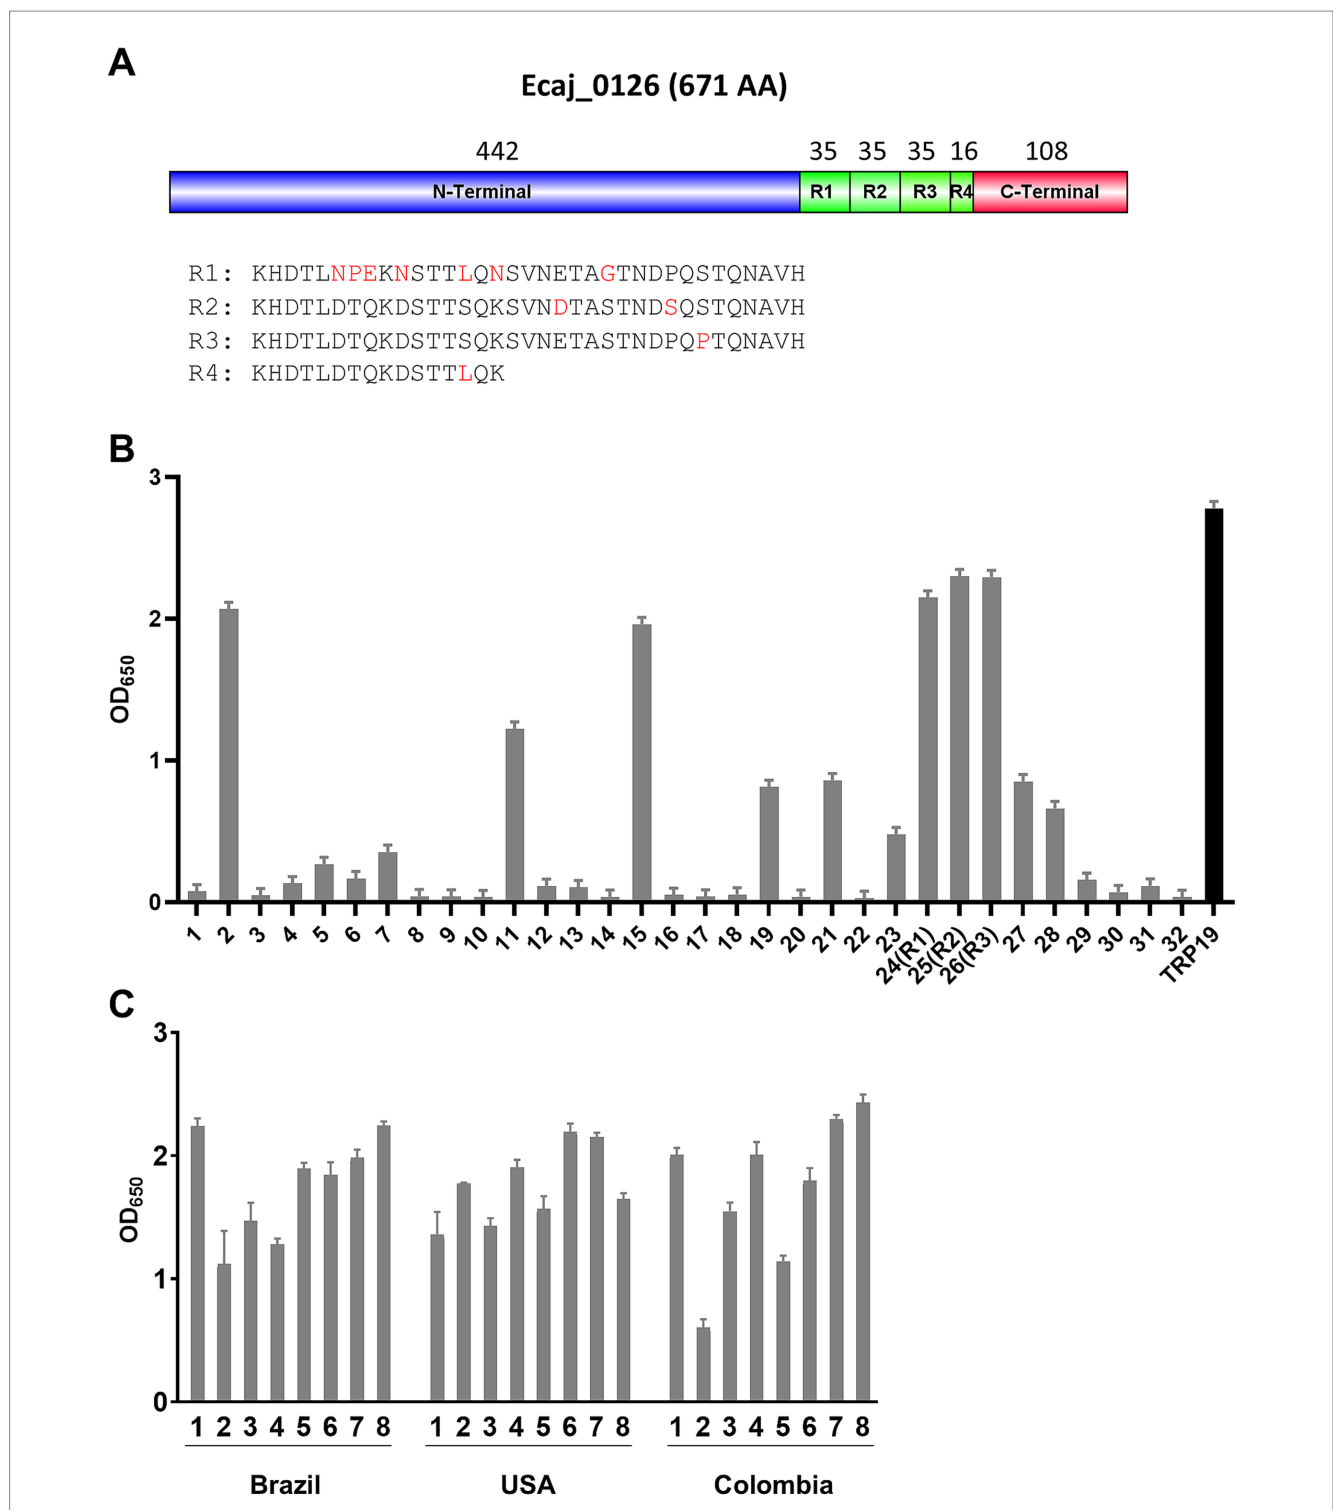 A
Ecaj_0126 (671 AA)
442 35 35 35 16 108
N-Terminal R1 R2 R3 R4 C-Terminal
R1: KHDTLNPEKNSTTLQNSVNETAGTNDPQSTQNAVH
R2: KHDTLDTQKDSTTSQKSVNDTASTNDSQSTQNAVH
R3: KHDTLDTQKDSTTSQKSVNETASTNDPQPTQNAVH
R4: KHDTLDTQKDSTTLQK
B
3
2
1
0
OD650
1 2 3 4 5 6 7 8 9 10 11 12 13 14 15 16 17 18 19 20 21 22 23 24(R1) 25(R2) 26(R3) 27 28 29 30 31 32 TRP19
C
3
2
1
0
OD650
1 2 3 4 5 6 7 8 1 2 3 4 5 6 7 8 1 2 3 4 5 6 7 8
Brazil USA Colombia